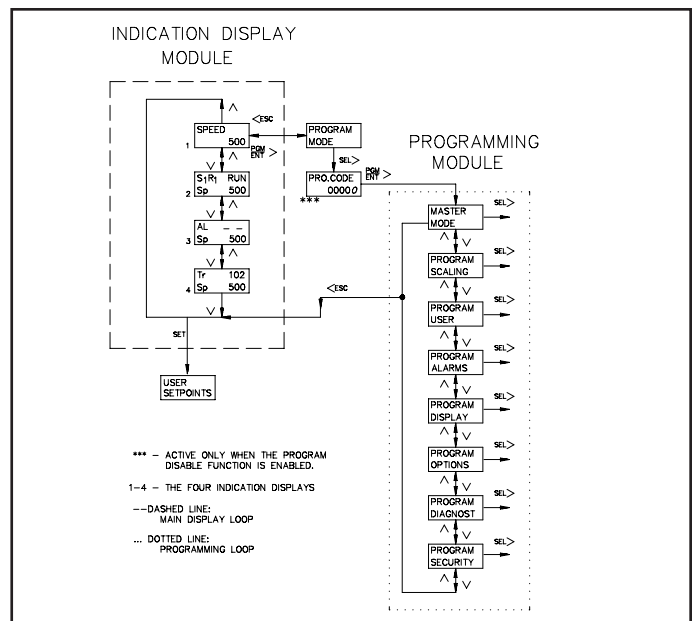 INDICATION DISPLAY
MODULE
^
<ESC
SPEED
500
1
PROGRAM
MODE
PGM
ENT >
v ^
SEL>
S1R1 RUN
Sp 500
2
PRO.CODE
00000
***
PGM
ENT >
v ^
AL - -
Sp 500
3
v ^
Tr 102
Sp 500
4
v
<ESC
SET
USER
SETPOINTS
PROGRAMMING
MODULE
MASTER
MODE
SEL>
^ v
PROGRAM
SCALING
SEL>
^ v
PROGRAM
USER
SEL>
^ v
PROGRAM
ALARMS
SEL>
^ v
PROGRAM
DISPLAY
SEL>
^ v
PROGRAM
OPTIONS
SEL>
^ v
PROGRAM
DIAGNOST
SEL>
^ v
PROGRAM
SECURITY
SEL>
^ v
*** - ACTIVE ONLY WHEN THE PROGRAM
DISABLE FUNCTION IS ENABLED.
1-4 - THE FOUR INDICATION DISPLAYS
--DASHED LINE:
MAIN DISPLAY LOOP
... DOTTED LINE:
PROGRAMMING LOOP